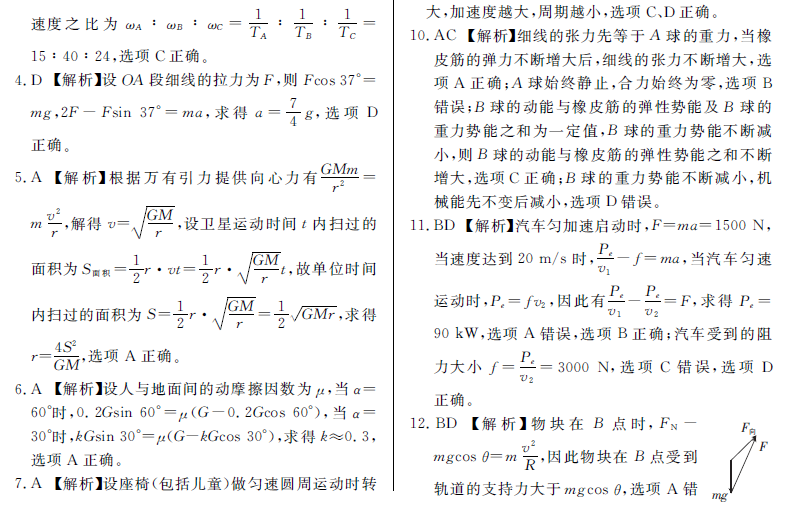 速度之比为 ωA : ωB : ωC = 1/TA : 1/TB : 1/TC =
15 : 40 : 24,选项 C 正确。
4. D 【解析】设 OA 段细线的拉力为 F,则 Fcos 37°=
mg,2F - Fsin 37° = ma,求得 a = 7/4 g,选项 D
正确。
5. A 【解析】根据万有引力提供向心力有 GMm/r² =
m v²/r,解得 v=√(GM/r),设卫星运动时间 t 内扫过的
面积为 S面积 = 1/2 r · vt = 1/2 r · √(GM/r) t,故单位时间
内扫过的面积为 S= 1/2 r · √(GM/r) = 1/2 √GMr,求得
r= 4S²/GM,选项 A 正确。
6. A 【解析】设人与地面间的动摩擦因数为 μ,当 α=
60°时,0. 2Gsin 60°=μ(G-0. 2Gcos 60°),当 α=
30°时,kGsin 30°=μ(G-kGcos 30°),求得 k≈0. 3,
选项 A 正确。
7. A 【解析】设座椅(包括儿童)做匀速圆周运动时转
大,加速度越大,周期越小,选项 C、D 正确。
10. AC 【解析】细线的张力先等于 A 球的重力,当橡
皮筋的弹力不断增大后,细线的张力不断增大,选
项 A 正确;A 球始终静止,合力始终为零,选项 B
错误;B 球的动能与橡皮筋的弹性势能及 B 球的
重力势能之和为一定值,B 球的重力势能不断减
小,则 B 球的动能与橡皮筋的弹性势能之和不断
增大,选项 C 正确;B 球的重力势能不断减小,机
械能先不变后减小,选项 D 错误。
11. BD 【解析】汽车匀加速启动时,F=ma=1500 N,
当速度达到 20 m/s 时, Pe/v1 -f=ma,当汽车匀速
运动时,Pe=fv2,因此有 Pe/v1 - Pe/v2 =F,求得 Pe=
90 kW,选项 A 错误,选项 B 正确;汽车受到的阻
力大小 f= Pe/v2 =3000 N,选项 C 错误,选项 D
正确。
12. BD 【解析】物块在 B 点时,FN -
mgcos θ=m v²/R,因此物块在 B 点受到
轨道的支持力大于 mgcos θ,选项 A 错
F向
F
mg